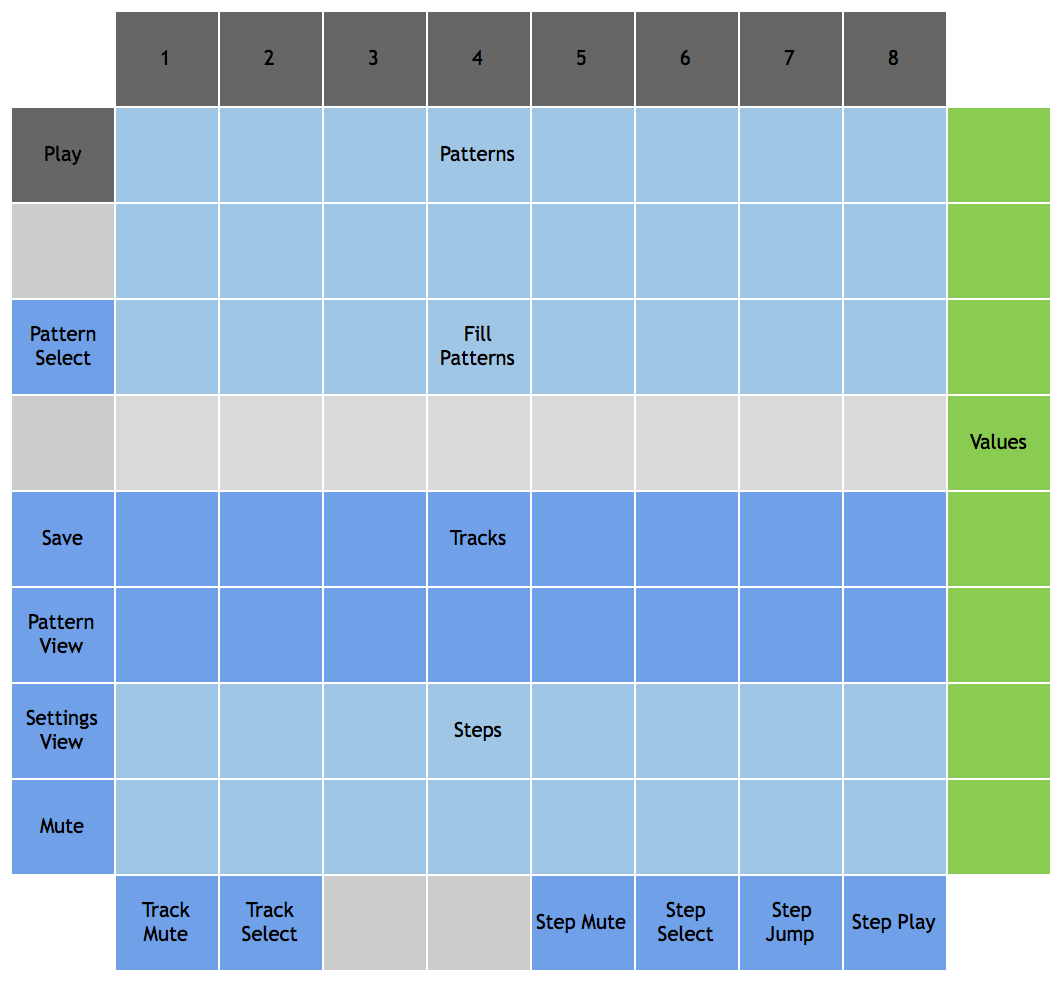 1 2 3 4 5 6 7 8
Play Patterns
Pattern
Select
Fill
Patterns
Values
Save Tracks
Pattern
View
Settings
View
Steps
Mute
Track
Mute
Track
Select
Step Mute
Step
Select
Step
Jump
Step Play